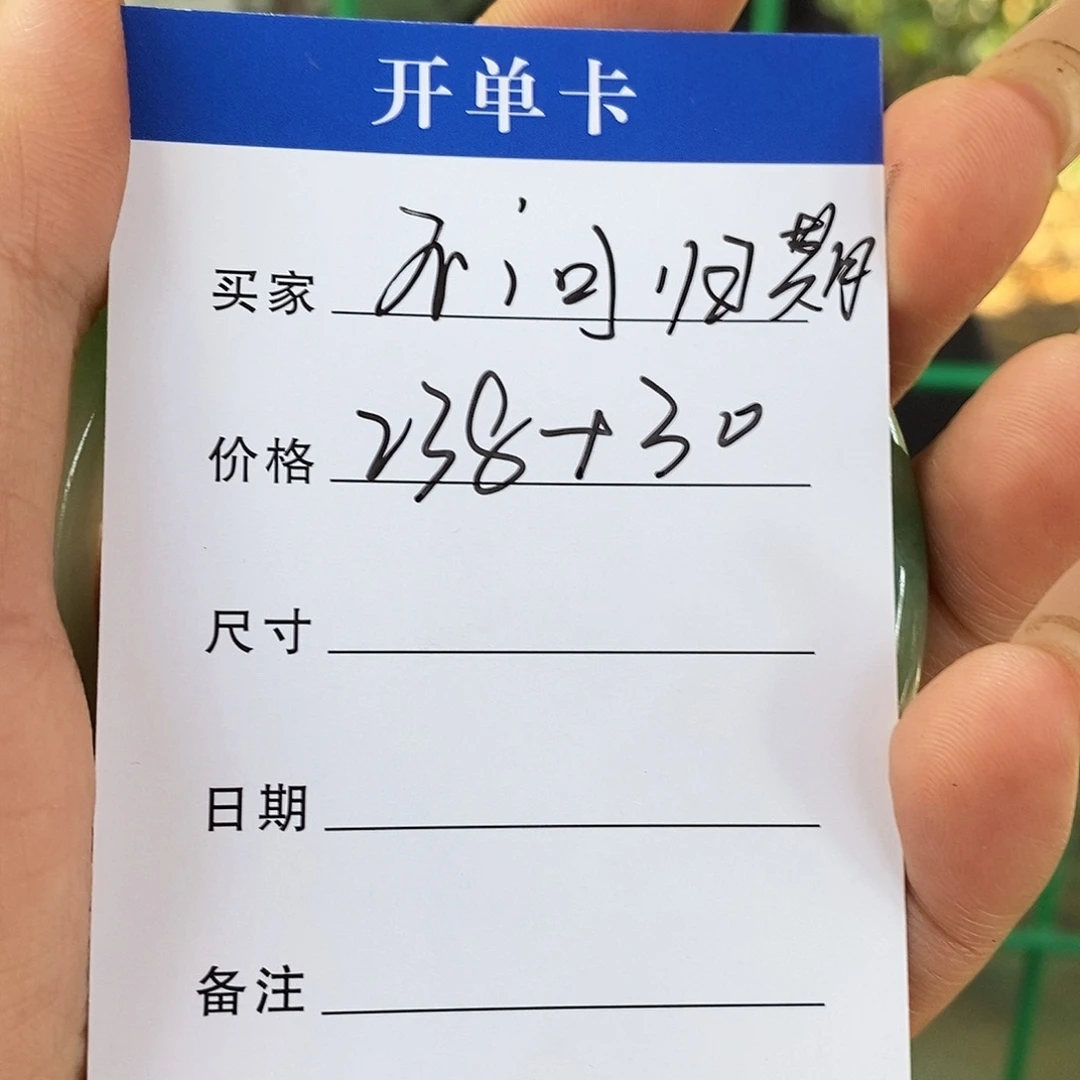 开单卡
买家 不问归期
价格 238+30
尺寸
日期
备注